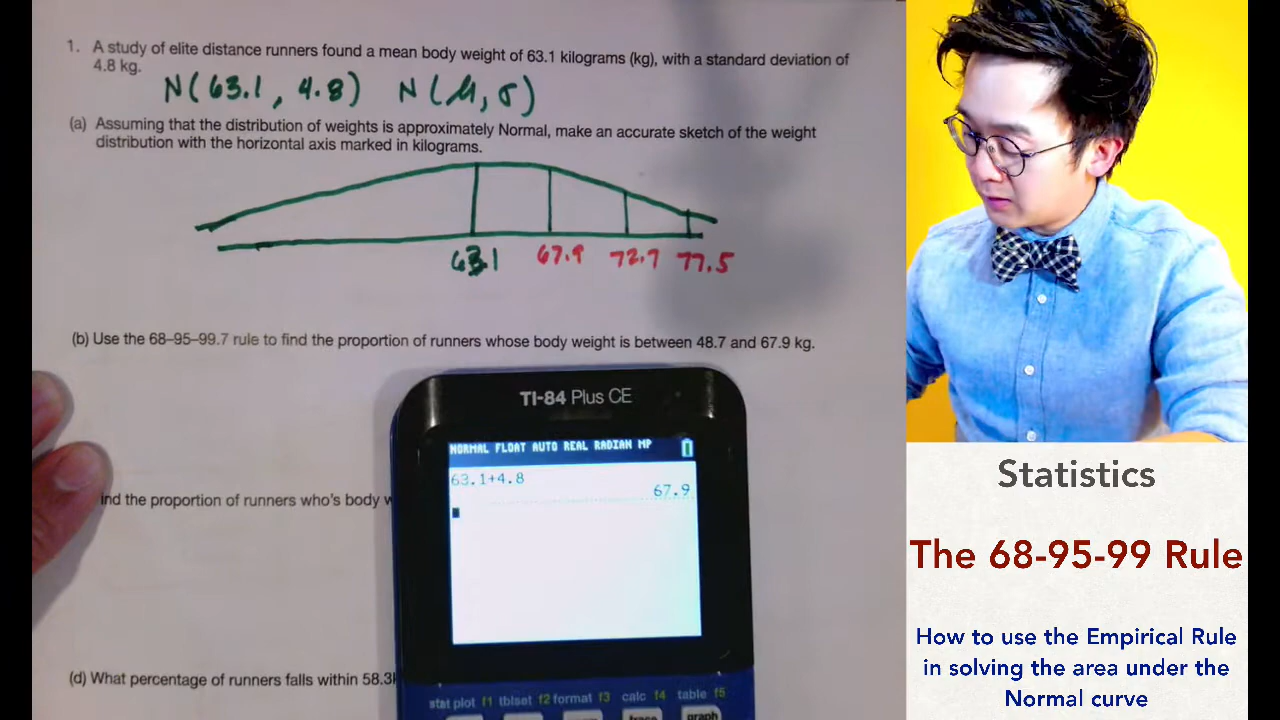 1. A study of elite distance runners found a mean body weight of 63.1 kilograms (kg), with a standard deviation of
4.8 kg.
N(63.1, 4.8) N(μ, σ)
(a) Assuming that the distribution of weights is approximately Normal, make an accurate sketch of the weight
distribution with the horizontal axis marked in kilograms.
63.1 67.9 72.7 77.5
(b) Use the 68–95–99.7 rule to find the proportion of runners whose body weight is between 48.7 and 67.9 kg.
TI-84 Plus CE
NORMAL FLOAT AUTO REAL RADIAN MP
63.1+4.8
67.9
ind the proportion of runners who's body
(d) What percentage of runners falls within 58.3
stat plot f1 tblset f2 format f3 calc f4 table f5
graph
Statistics
The 68-95-99 Rule
How to use the Empirical Rule
in solving the area under the
Normal curve